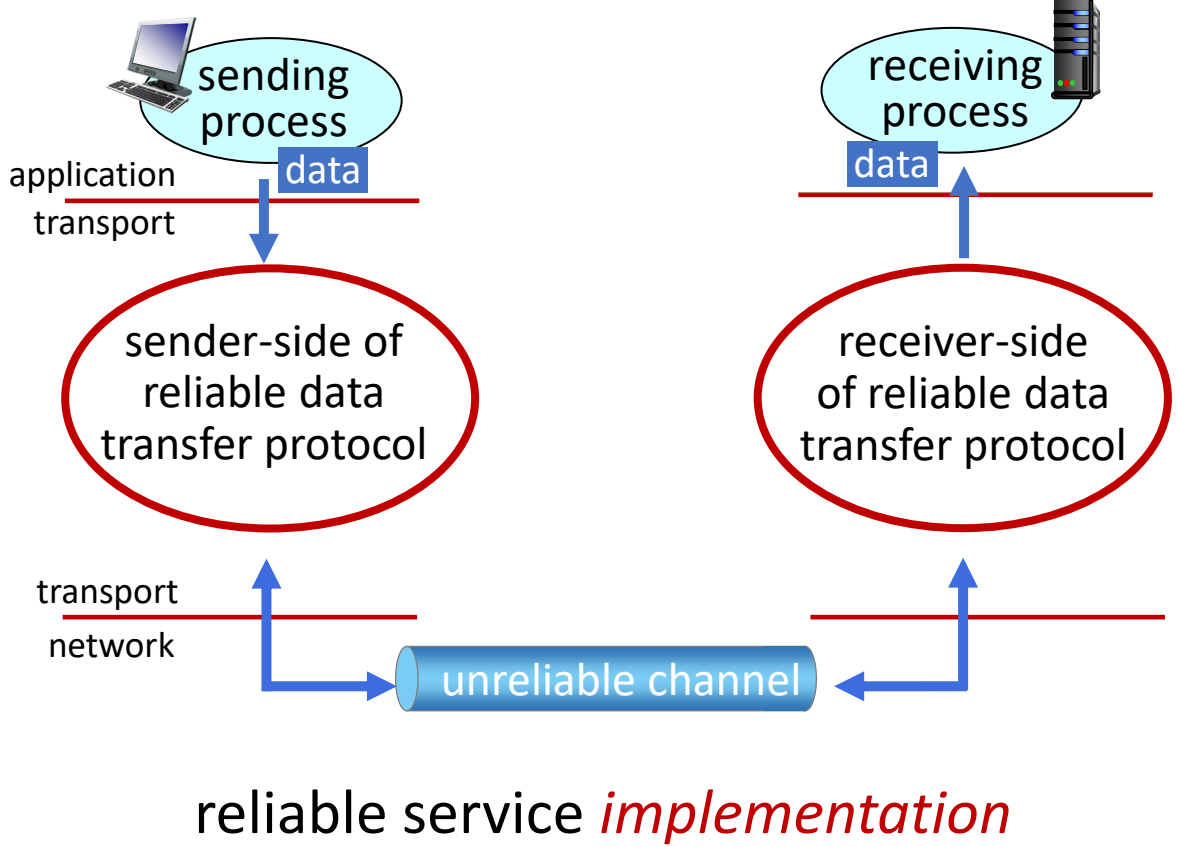 sending
process
receiving
process
data
data
application
transport
sender-side of
reliable data
transfer protocol
receiver-side
of reliable data
transfer protocol
transport
network
unreliable channel
reliable service implementation